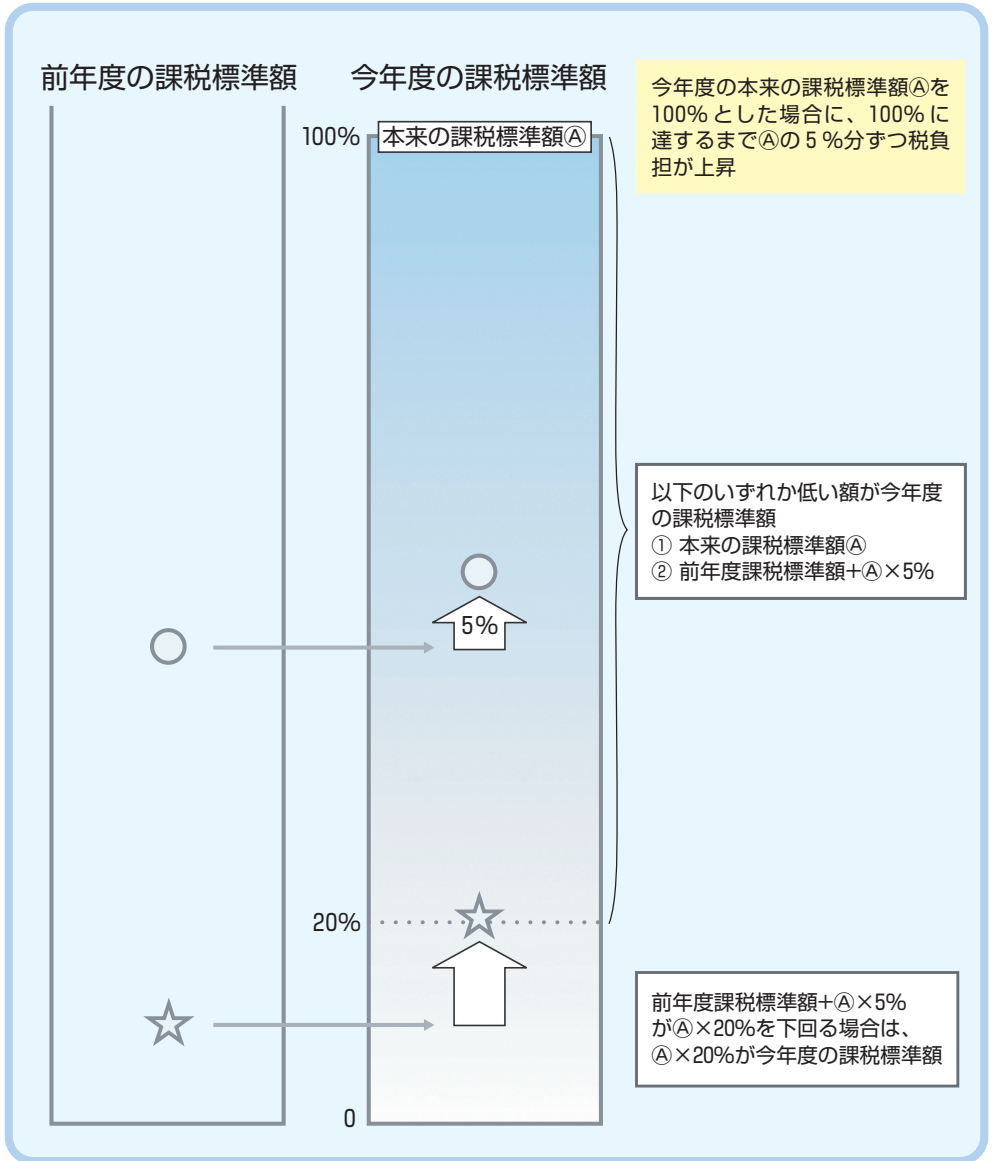 前年度の課税標準額
今年度の課税標準額
今年度の本来の課税標準額Ⓐを
100%とした場合に、100%に
達するまでⒶの5%分ずつ税負
担が上昇
100%
本来の課税標準額Ⓐ
以下のいずれか低い額が今年度
の課税標準額
① 本来の課税標準額Ⓐ
② 前年度課税標準額+Ⓐ×5%
5%
20%
前年度課税標準額+Ⓐ×5%
がⒶ×20%を下回る場合は、
Ⓐ×20%が今年度の課税標準額
0